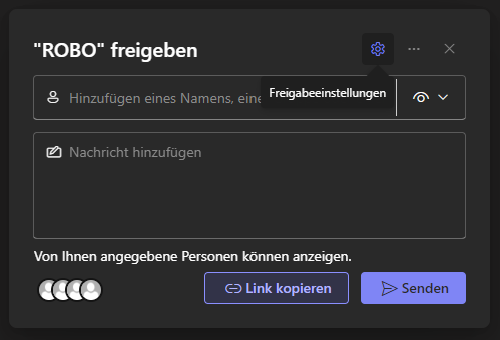 "ROBO" freigeben
Hinzufügen eines Namens, eine
Freigabeeinstellungen
Nachricht hinzufügen
Von Ihnen angegebene Personen können anzeigen.
Link kopieren
Senden